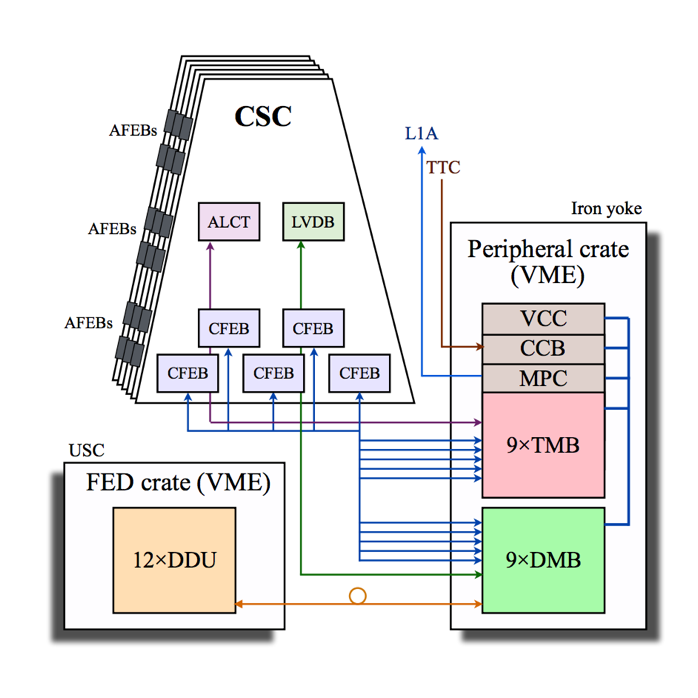 CSC
AFEBs
L1A
TTC
Iron yoke
ALCT
LVDB
AFEBs
Peripheral crate
(VME)
VCC
AFEBs
CFEB
CFEB
CCB
CFEB
CFEB
CFEB
MPC
9×TMB
USC
FED crate (VME)
12×DDU
9×DMB